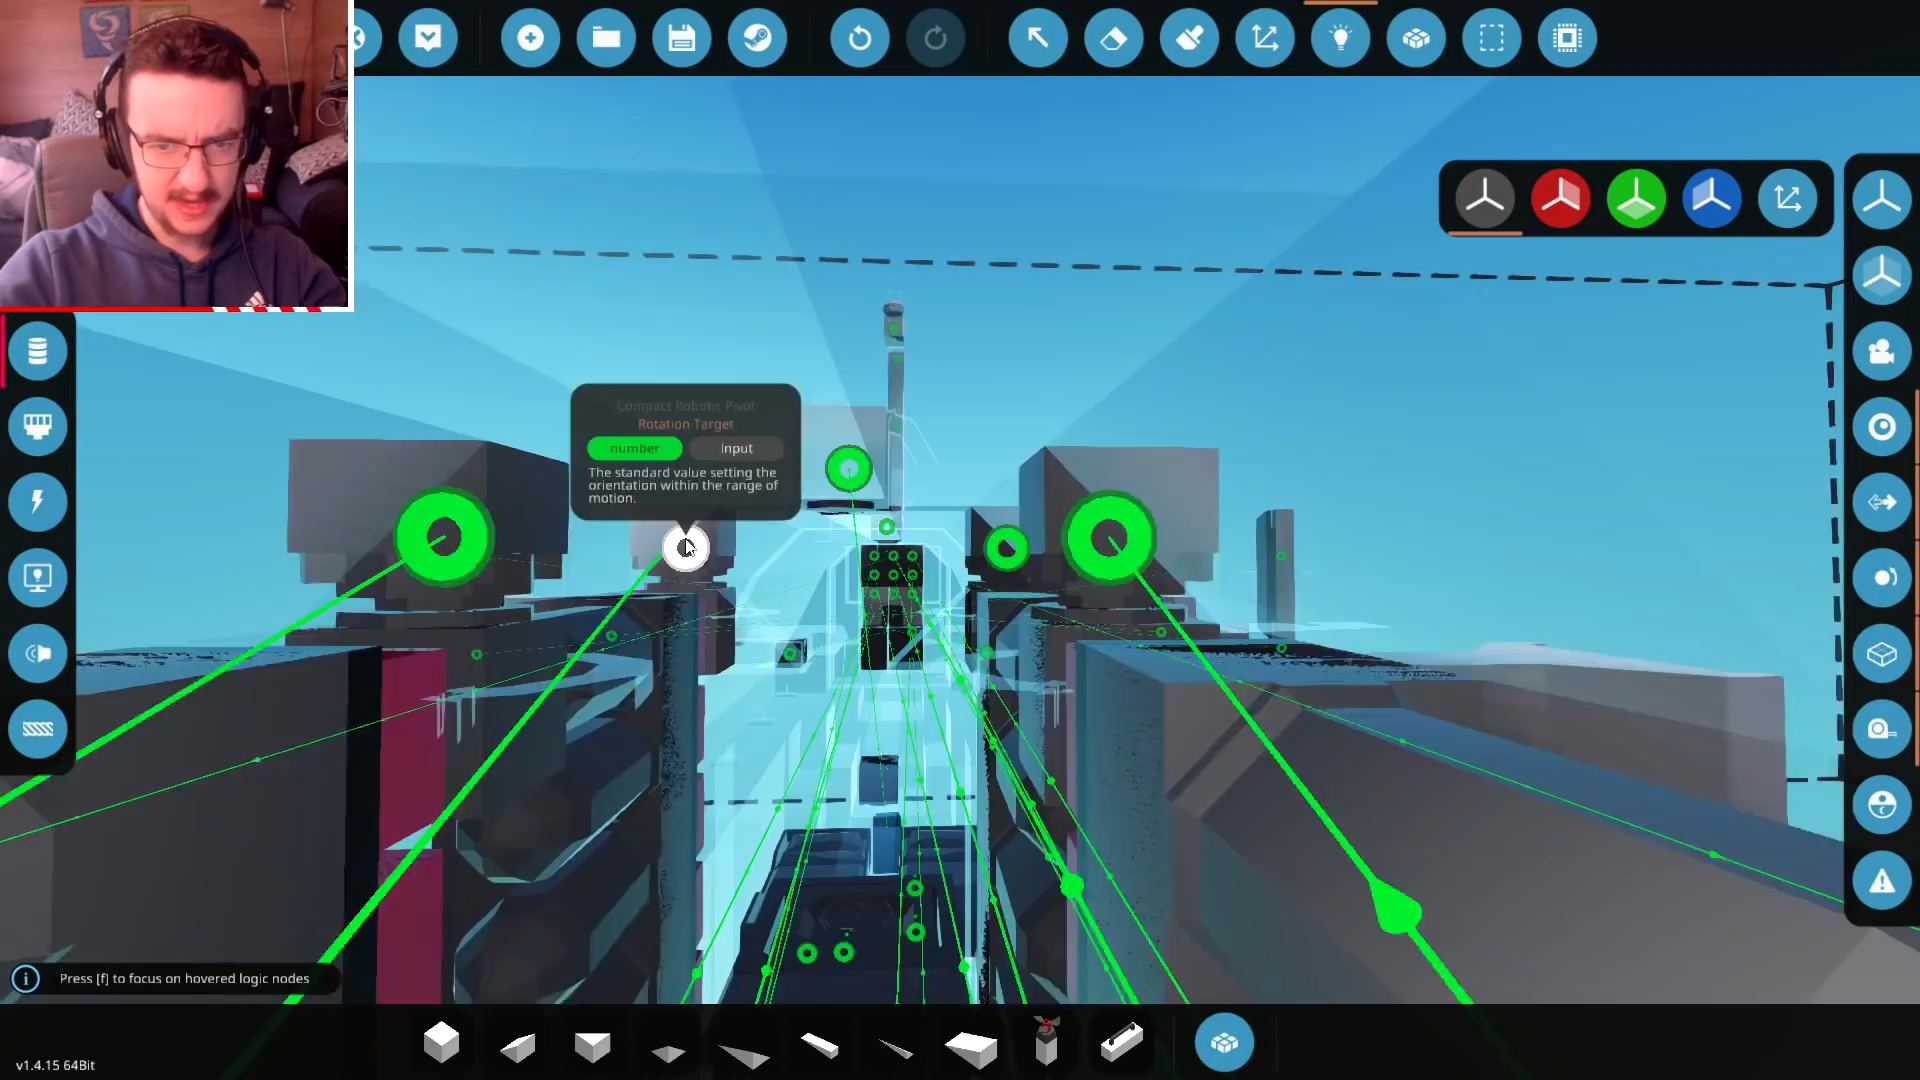 Compact Robotic Pivot
Rotation Target
number input
The standard value setting the
orientation within the range of
motion.
Press [f] to focus on hovered logic nodes
v1.4.15 64Bit